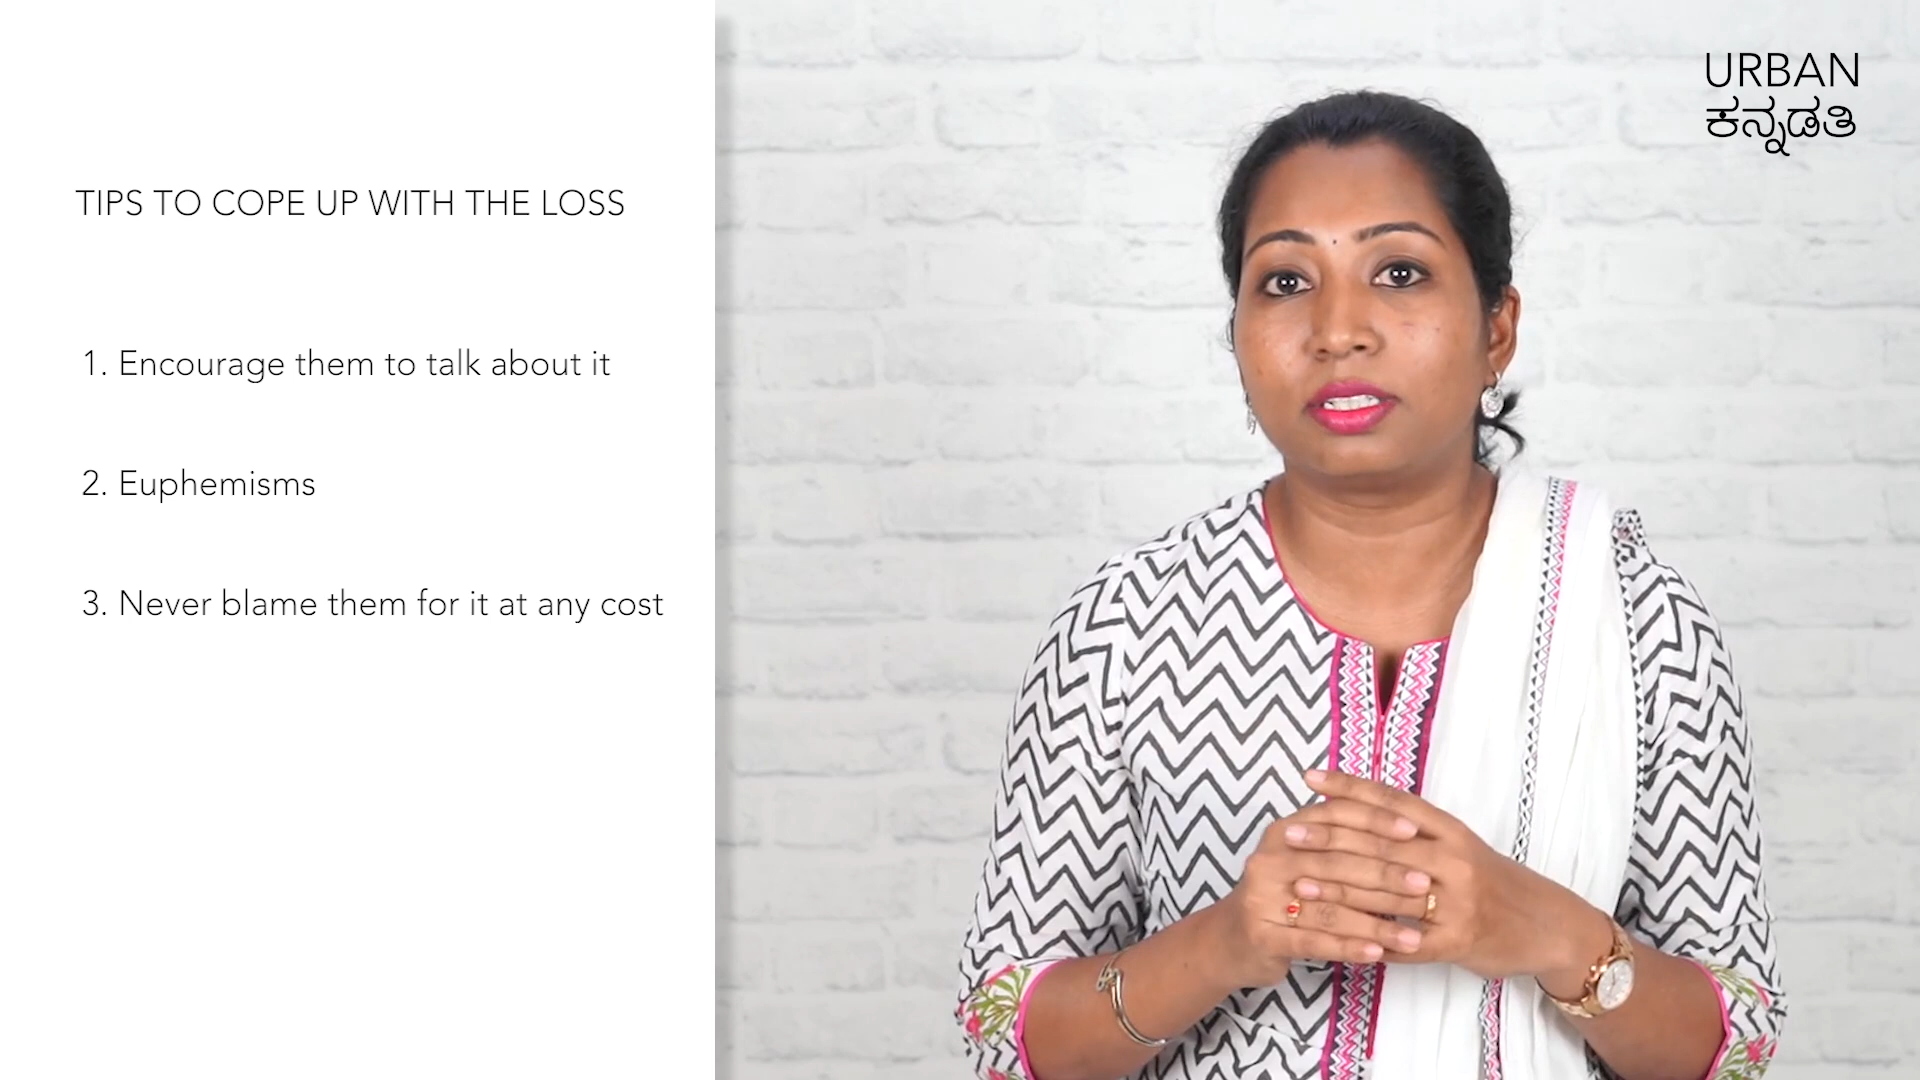 TIPS TO COPE UP WITH THE LOSS
1. Encourage them to talk about it
2. Euphemisms
3. Never blame them for it at any cost
URBAN
ಕನ್ನಡತಿ